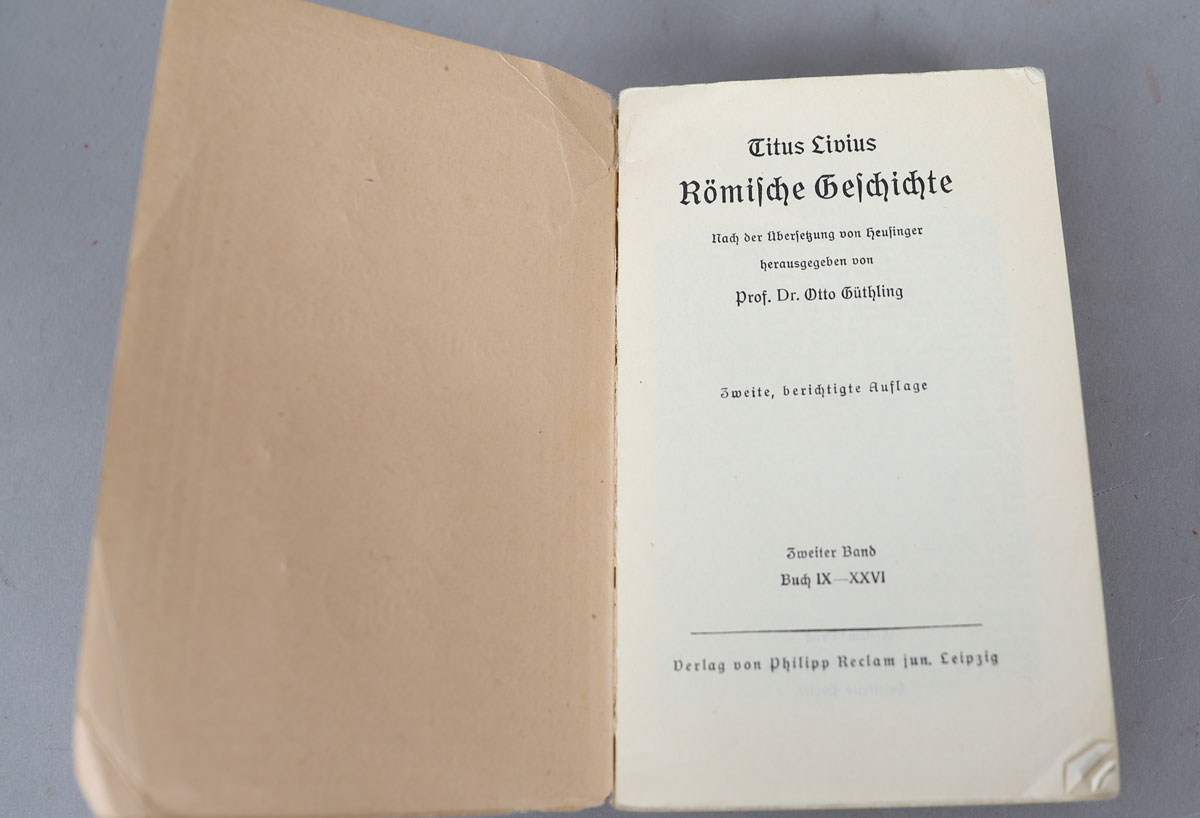 Titus Livius
Römische Geschichte
Nach der Übersetzung von Heusinger
herausgegeben von
Prof. Dr. Otto Güthling
Zweite, berichtigte Auflage
Zweiter Band
Buch IX—XXVI
Verlag von Philipp Reclam jun. Leipzig